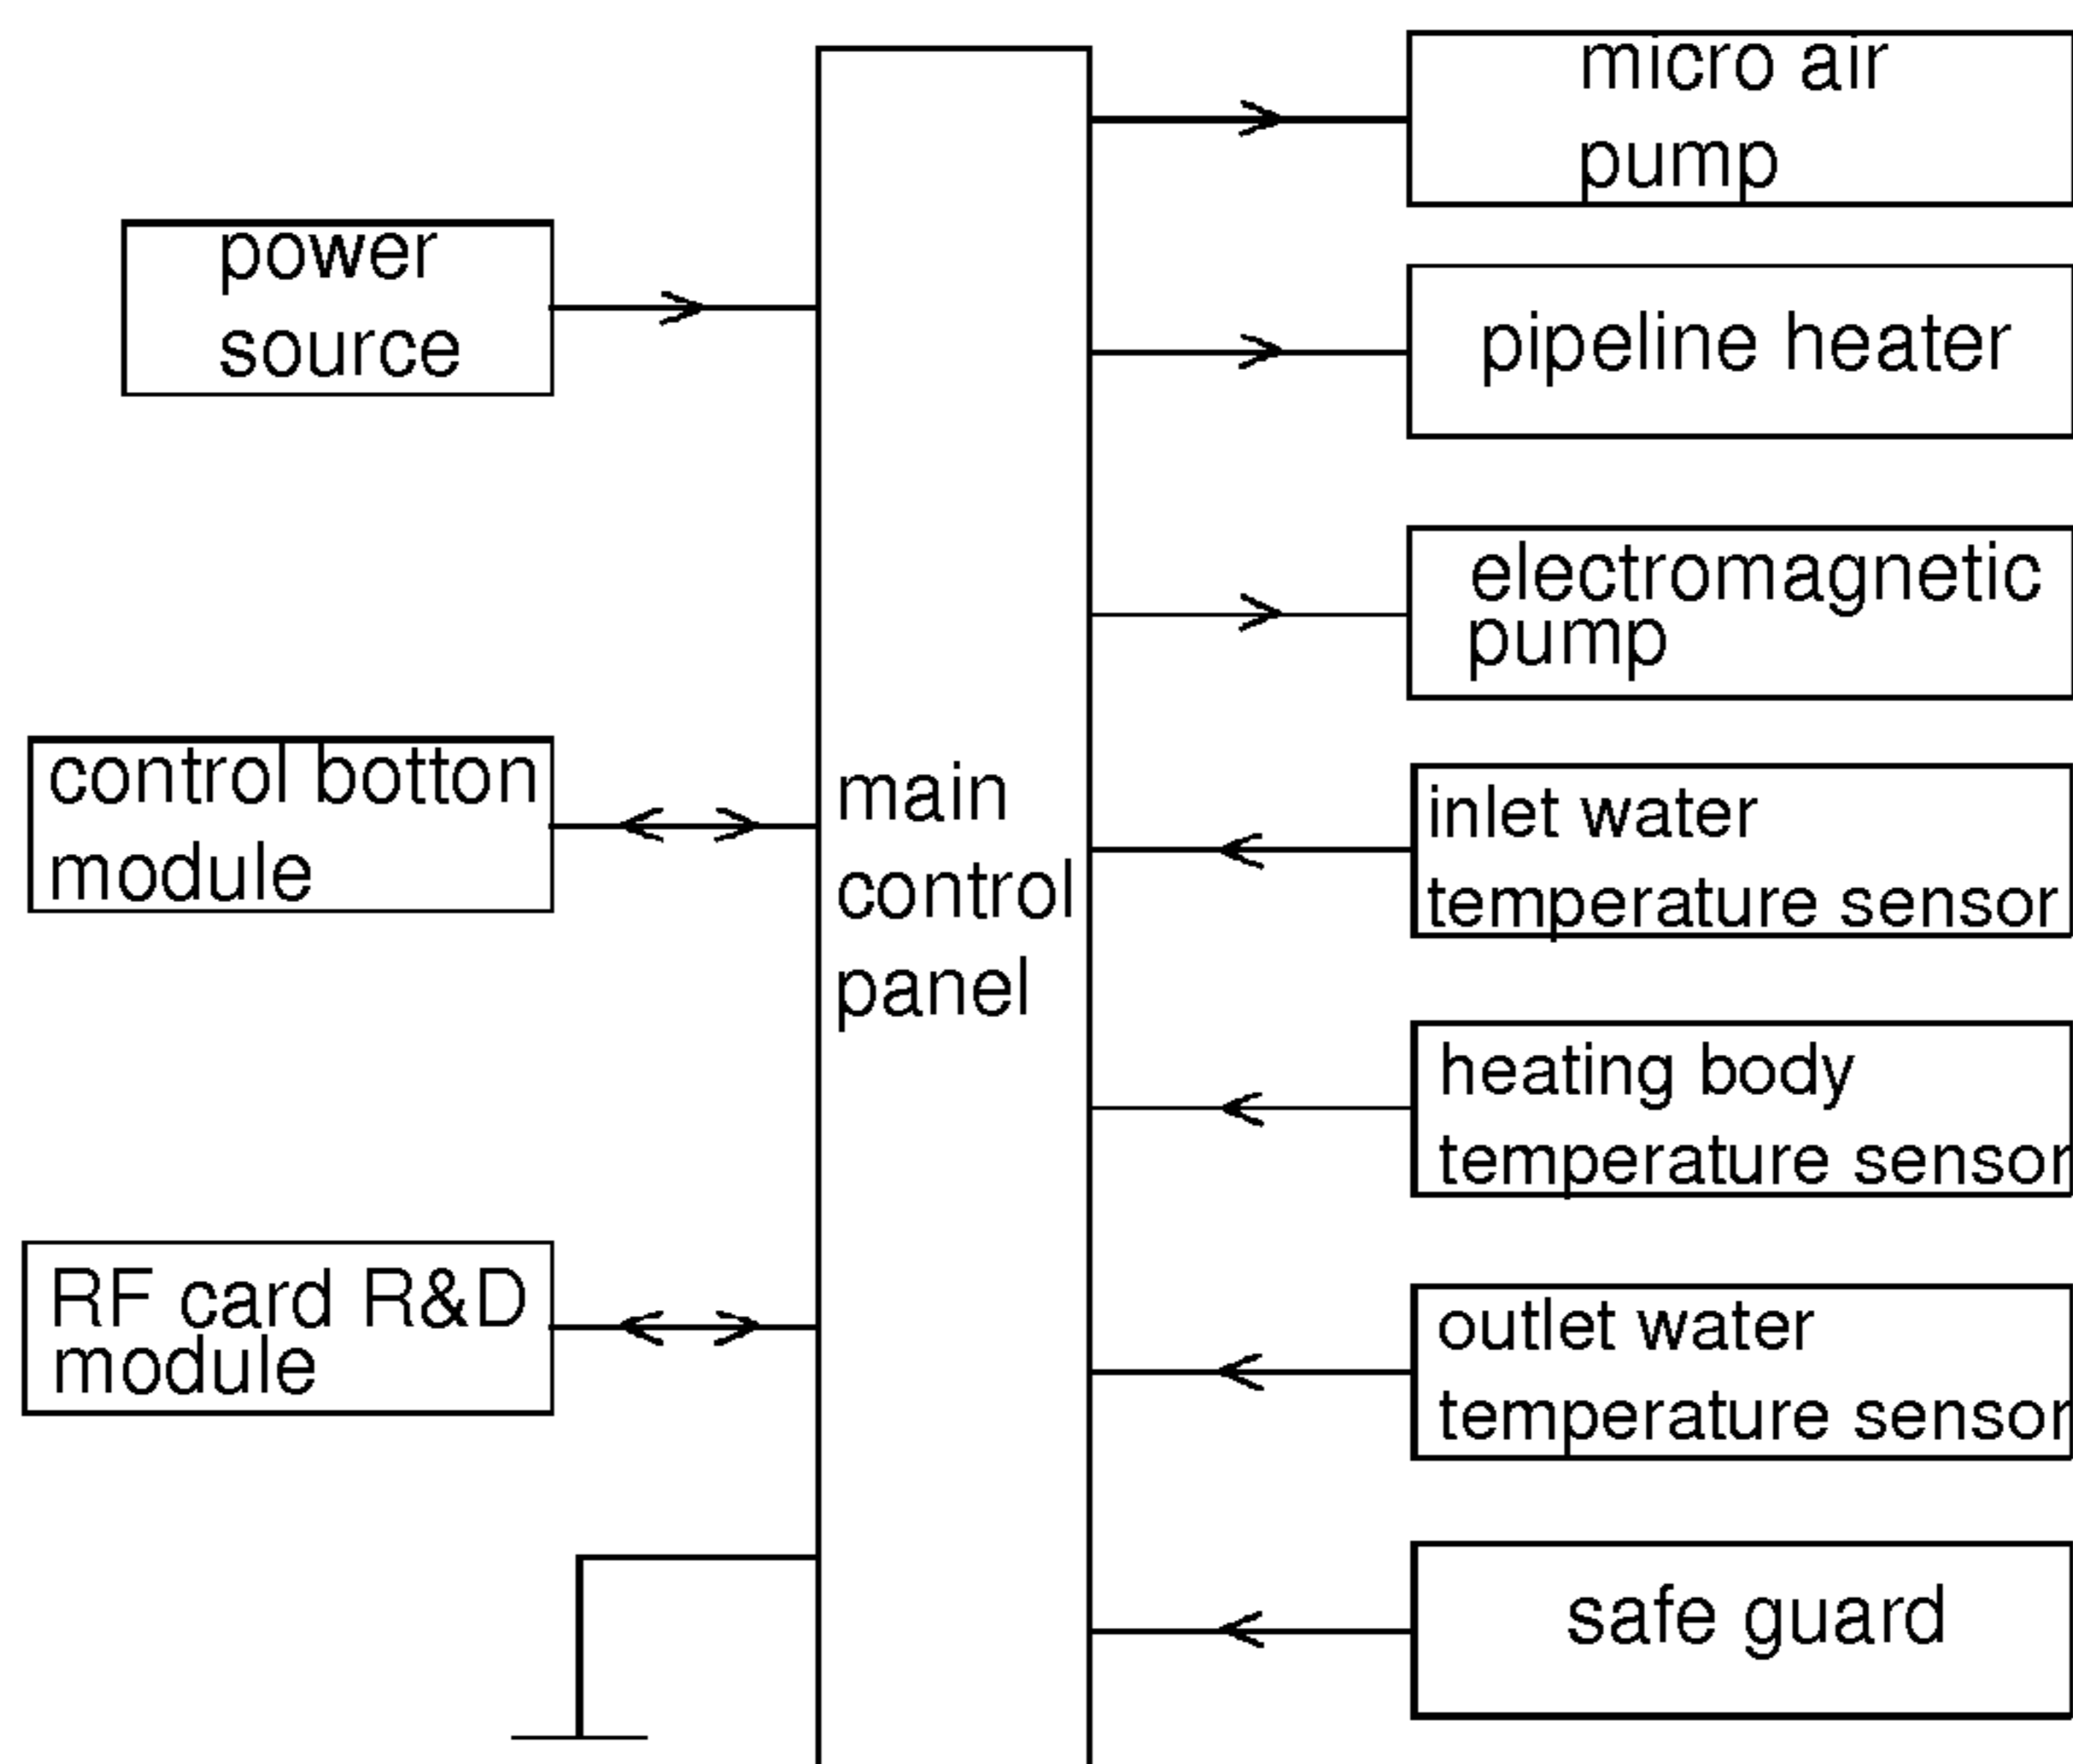 micro air
pump
power
source
pipeline heater
electromagnetic
pump
control botton
module
main
control
panel
inlet water
temperature sensor
heating body
temperature sensor
RF card R&D
module
outlet water
temperature sensor
safe guard